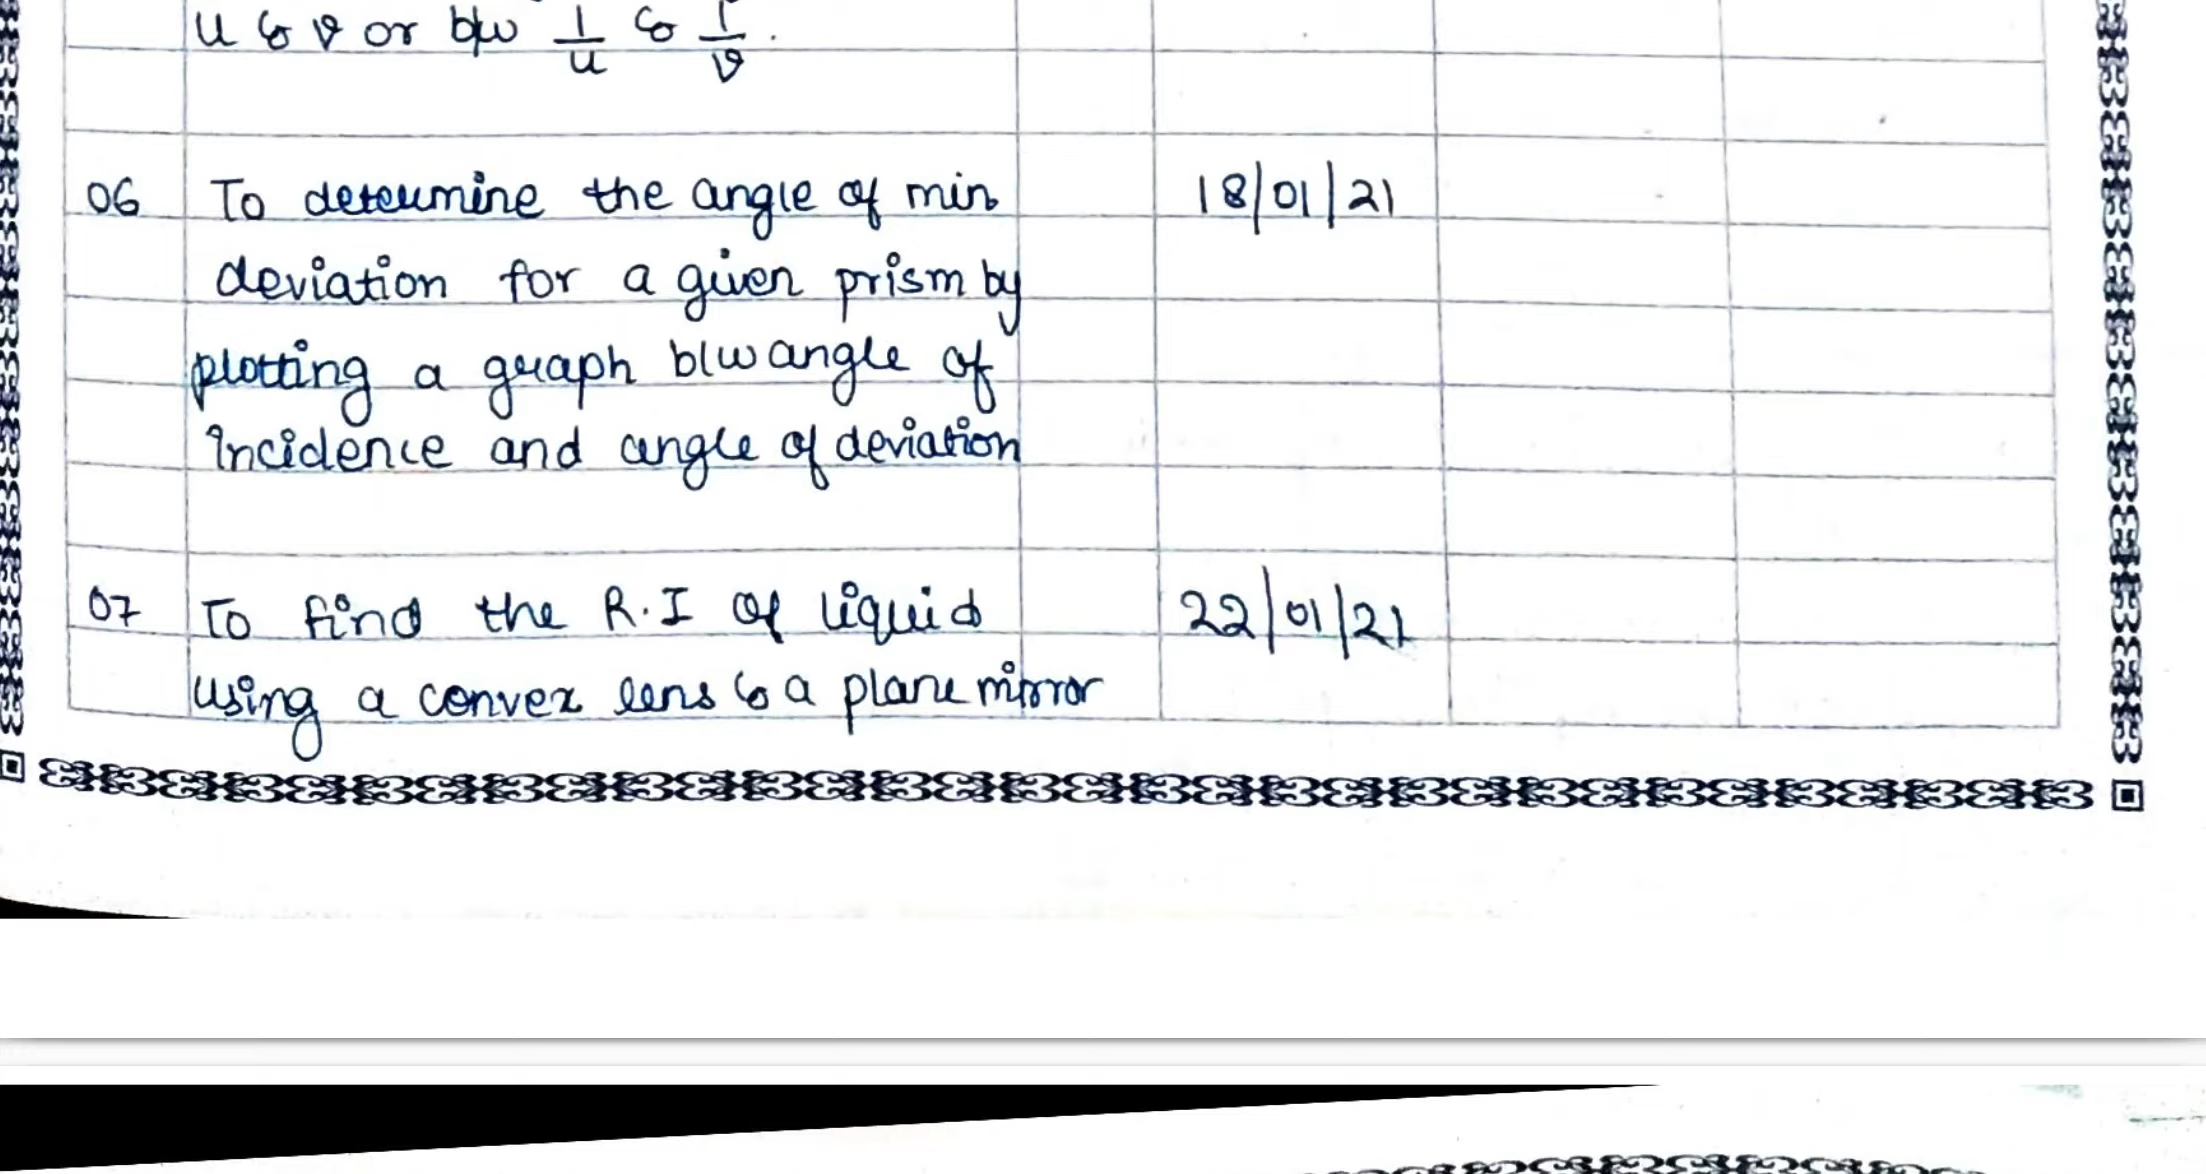 u & v or b/w 1/u & 1/v.
06 To determine the angle of min 18/01/21
deviation for a given prism by
plotting a graph b/w angle of
incidence and angle of deviation
07 To find the R.I of liquid 22/01/21
using a convex lens & a plane mirror